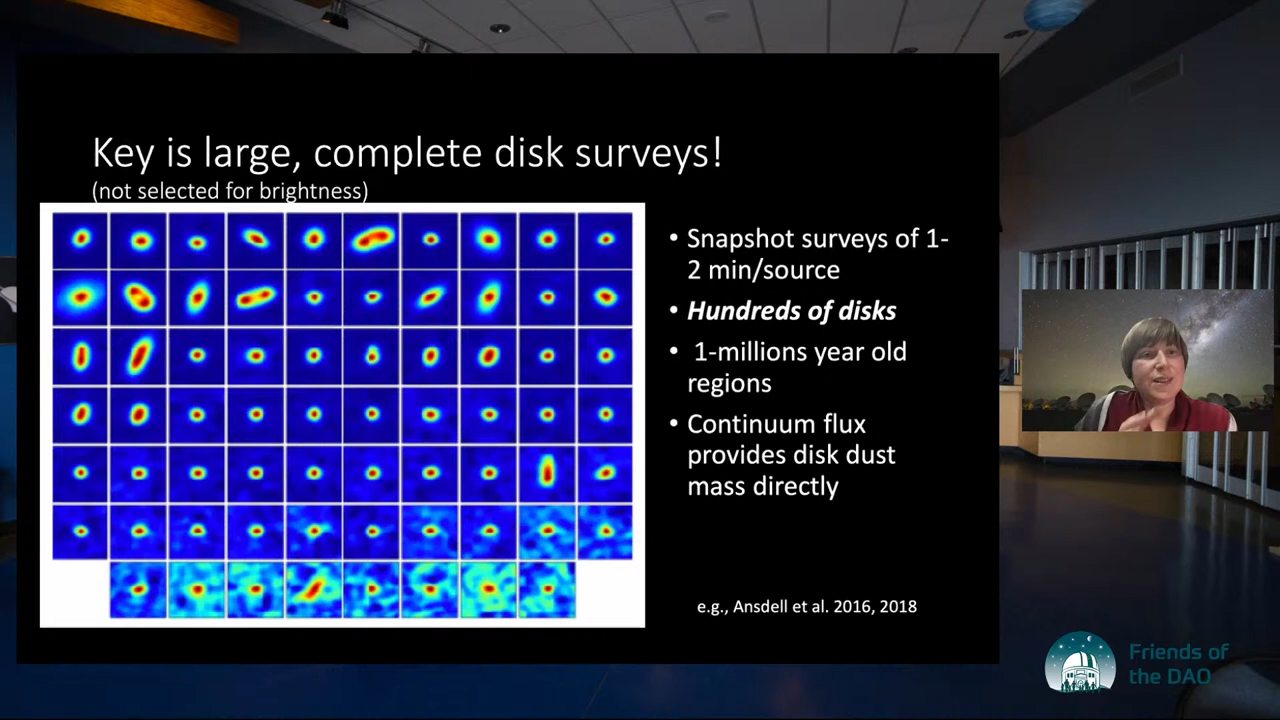 Key is large, complete disk surveys!
(not selected for brightness)
• Snapshot surveys of 1-
2 min/source
• Hundreds of disks
• 1-millions year old
regions
• Continuum flux
provides disk dust
mass directly
e.g., Ansdell et al. 2016, 2018
Friends of
the DAO